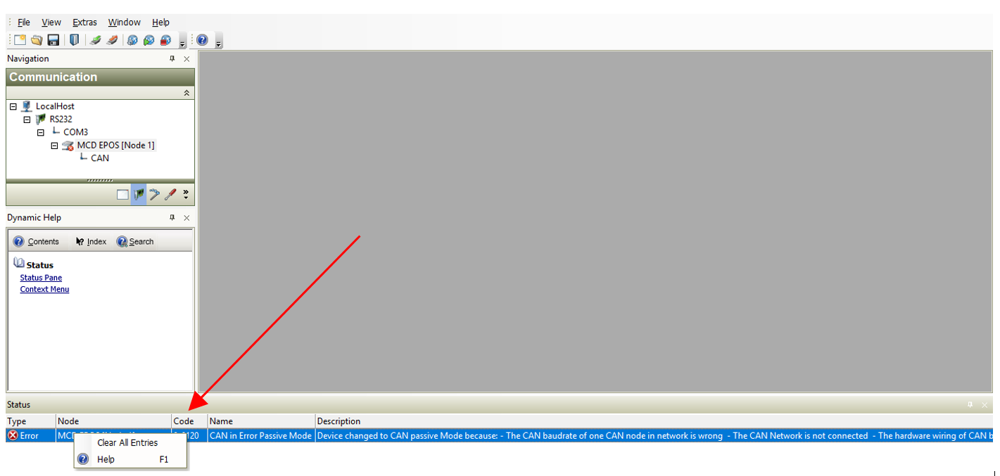 File View Extras Window Help
Navigation
Communication
LocalHost
RS232
COM3
MCD EPOS [Node 1]
CAN
Dynamic Help
Contents Index Search
Status
Status Pane
Context Menu
Status
Type Node Code Name Description
Error 120 CAN in Error Passive Mode Device changed to CAN passive Mode because: - The CAN baudrate of one CAN node in network is wrong - The CAN Network is not connected - The hardware wiring of CAN b
Clear All Entries
Help F1